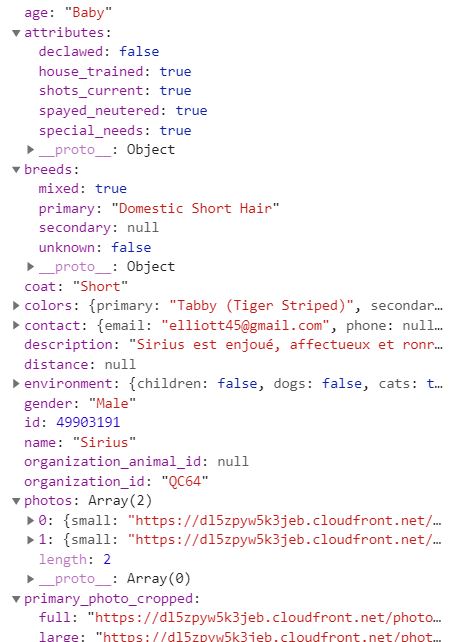 age: "Baby"
▼ attributes:
declawed: false
house_trained: true
shots_current: true
spayed_neutered: true
special_needs: true
▶ __proto__: Object
▼ breeds:
mixed: true
primary: "Domestic Short Hair"
secondary: null
unknown: false
▶ __proto__: Object
coat: "Short"
▶ colors: {primary: "Tabby (Tiger Striped)", secondar…
▶ contact: {email: "elliott45@gmail.com", phone: null…
description: "Sirius est enjoué, affectueux et ronr…
distance: null
▶ environment: {children: false, dogs: false, cats: t…
gender: "Male"
id: 49903191
name: "Sirius"
organization_animal_id: null
organization_id: "QC64"
▼ photos: Array(2)
▶ 0: {small: "https://dl5zpyw5k3jeb.cloudfront.net/…
▶ 1: {small: "https://dl5zpyw5k3jeb.cloudfront.net/…
length: 2
▶ __proto__: Array(0)
▼ primary_photo_cropped:
full: "https://dl5zpyw5k3jeb.cloudfront.net/photo…
large: "https://dl5zpyw5k3jeb.cloudfront.net/phot…